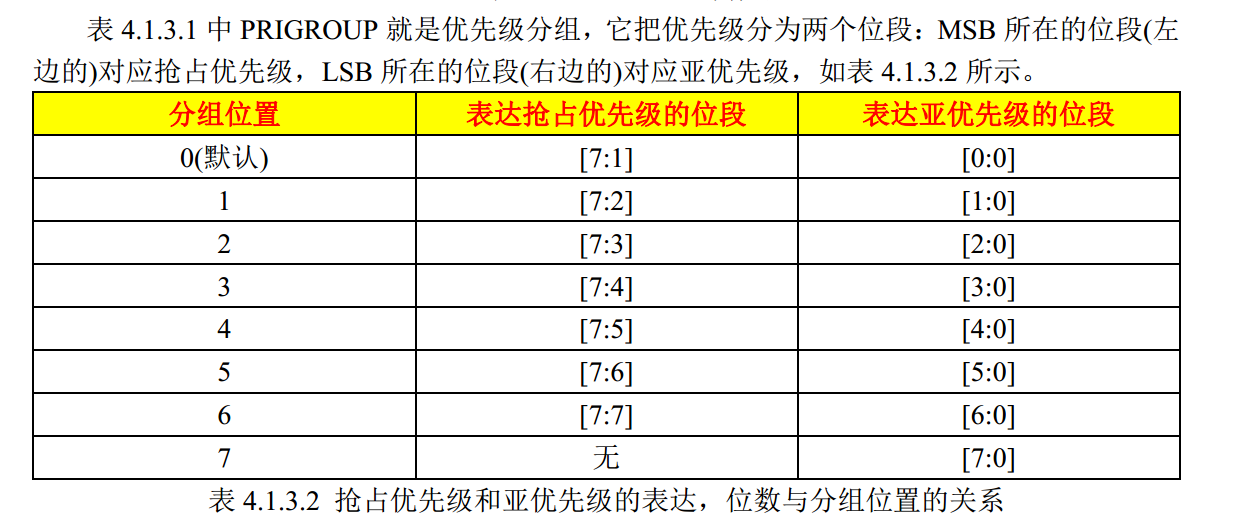 表 4.1.3.1 中 PRIGROUP 就是优先级分组，它把优先级分为两个位段：MSB 所在的位段(左
边的)对应抢占优先级，LSB 所在的位段(右边的)对应亚优先级，如表 4.1.3.2 所示。
分组位置 表达抢占优先级的位段 表达亚优先级的位段
0(默认) [7:1] [0:0]
1 [7:2] [1:0]
2 [7:3] [2:0]
3 [7:4] [3:0]
4 [7:5] [4:0]
5 [7:6] [5:0]
6 [7:7] [6:0]
7 无 [7:0]
表 4.1.3.2 抢占优先级和亚优先级的表达，位数与分组位置的关系